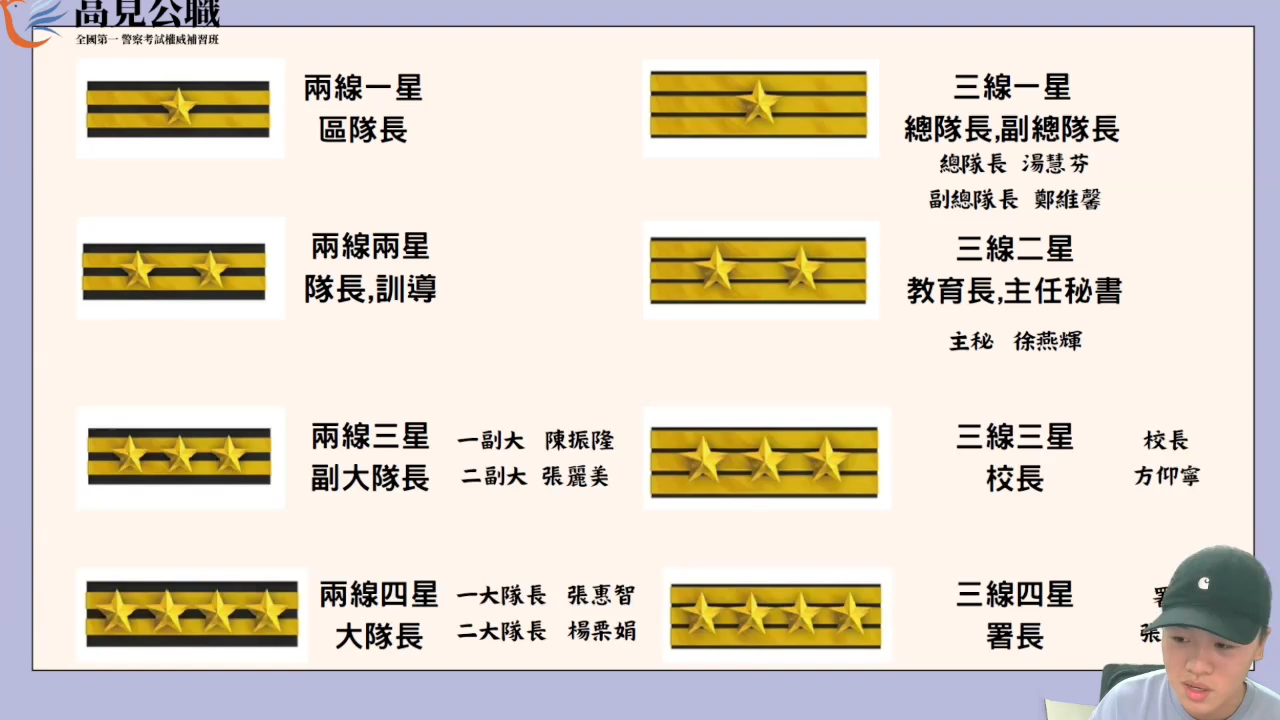 高見公職
全國第一 警察考試權威補習班
兩線一星
區隊長
三線一星
總隊長,副總隊長
總隊長 湯慧芬
副總隊長 鄭維馨
兩線兩星
隊長,訓導
三線二星
教育長,主任秘書
主秘 徐燕輝
兩線三星
副大隊長
一副大 陳振隆
二副大 張麗美
三線三星
校長
校長
方仰寧
兩線四星
大隊長
一大隊長 張惠智
二大隊長 楊栗娟
三線四星
署長
張